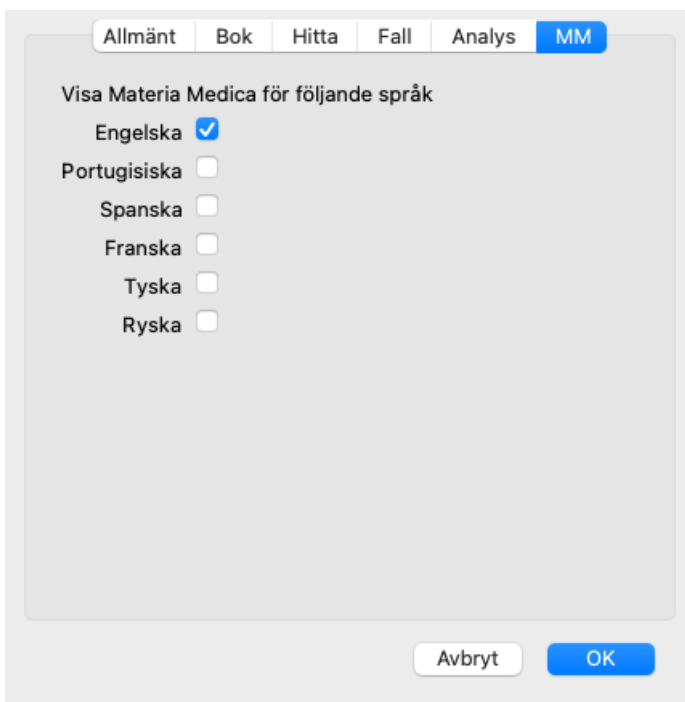 Allmänt Bok Hitta Fall Analys MM
Visa Materia Medica för följande språk
Engelska
Portugisiska
Spanska
Franska
Tyska
Ryska
Avbryt OK